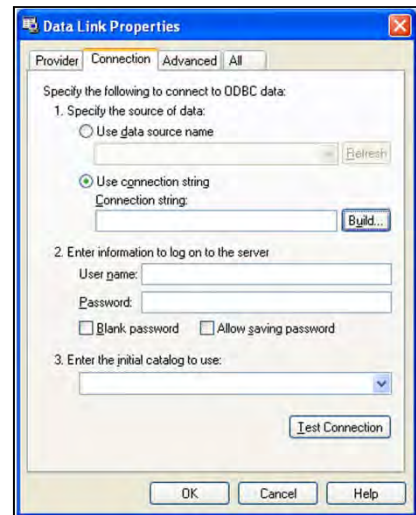 Data Link Properties
Provider Connection Advanced All
Specify the following to connect to ODBC data:
1. Specify the source of data:
Use data source name
Refresh
Use connection string
Connection string:
Build...
2. Enter information to log on to the server
User name:
Password:
Blank password Allow saving password
3. Enter the initial catalog to use:
Test Connection
OK Cancel Help